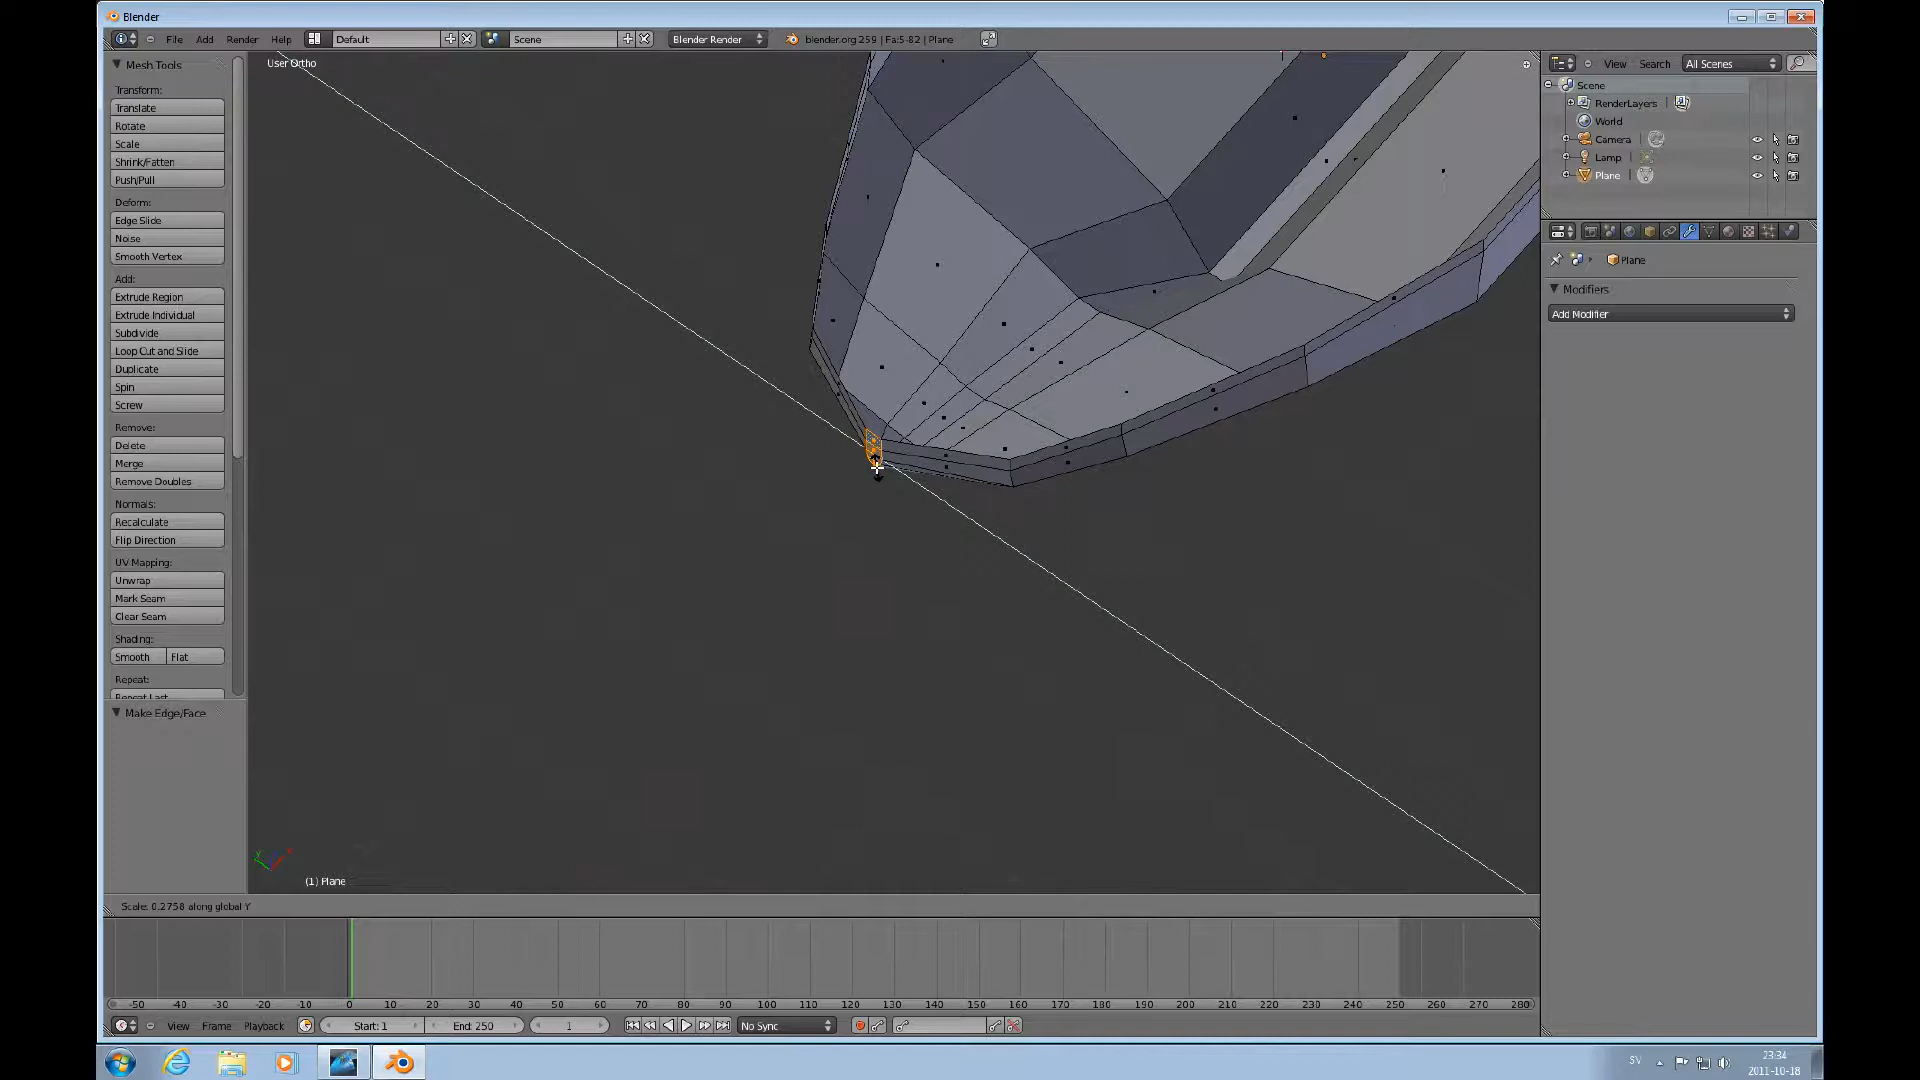 Blender
File Add Render Help Default Scene Blender Render blender.org 259 | Fa:5-82 | Plane
Mesh Tools
Transform:
Translate
Rotate
Scale
Shrink/Fatten
Push/Pull
Deform:
Edge Slide
Noise
Smooth Vertex
Add:
Extrude Region
Extrude Individual
Subdivide
Loop Cut and Slide
Duplicate
Spin
Screw
Remove:
Delete
Merge
Remove Doubles
Normals:
Recalculate
Flip Direction
UV Mapping:
Unwrap
Mark Seam
Clear Seam
Shading:
Smooth Flat
Repeat:
Repeat Last
Make Edge/Face
User Ortho
(1) Plane
View Search All Scenes
Scene
RenderLayers
World
Camera
Lamp
Plane
Plane
Modifiers
Add Modifier
Scale: 0.2758 along global Y
-50 -40 -30 -20 -10 0 10 20 30 40 50 60 70 80 90 100 110 120 130 140 150 160 170 180 190 200 210 220 230 240 250 260 270 280
View Frame Playback Start: 1 End: 250 1 No Sync
SV 23:34
2011-10-18